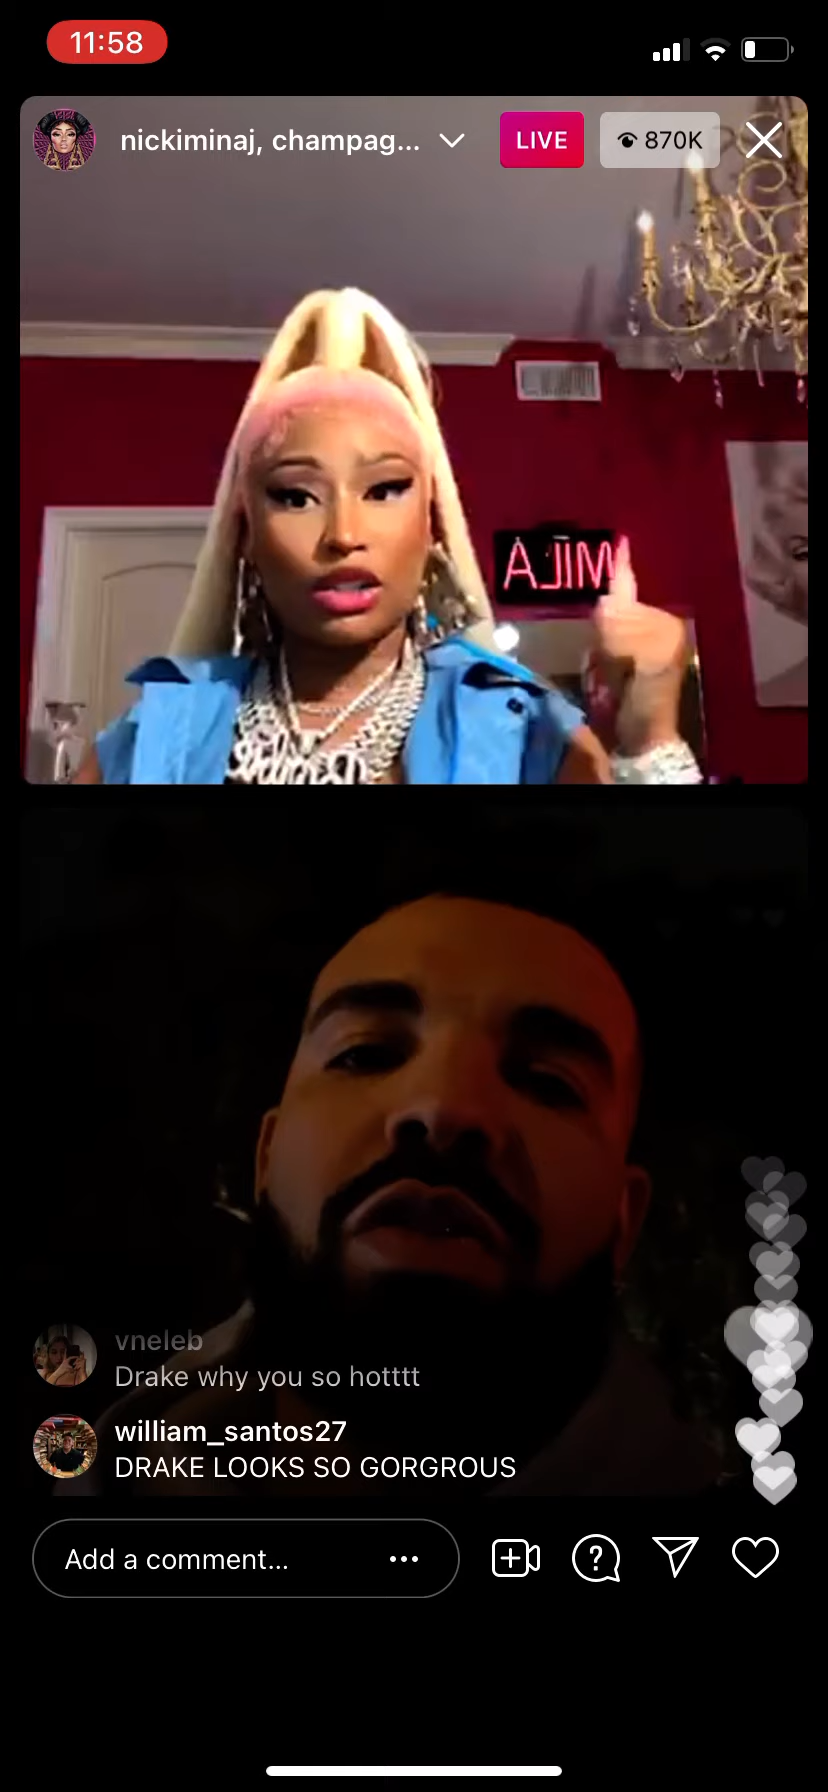 11:58
nickiminaj, champag...
LIVE
870K
MILA
vneleb
Drake why you so hotttt
william_santos27
DRAKE LOOKS SO GORGROUS
Add a comment...